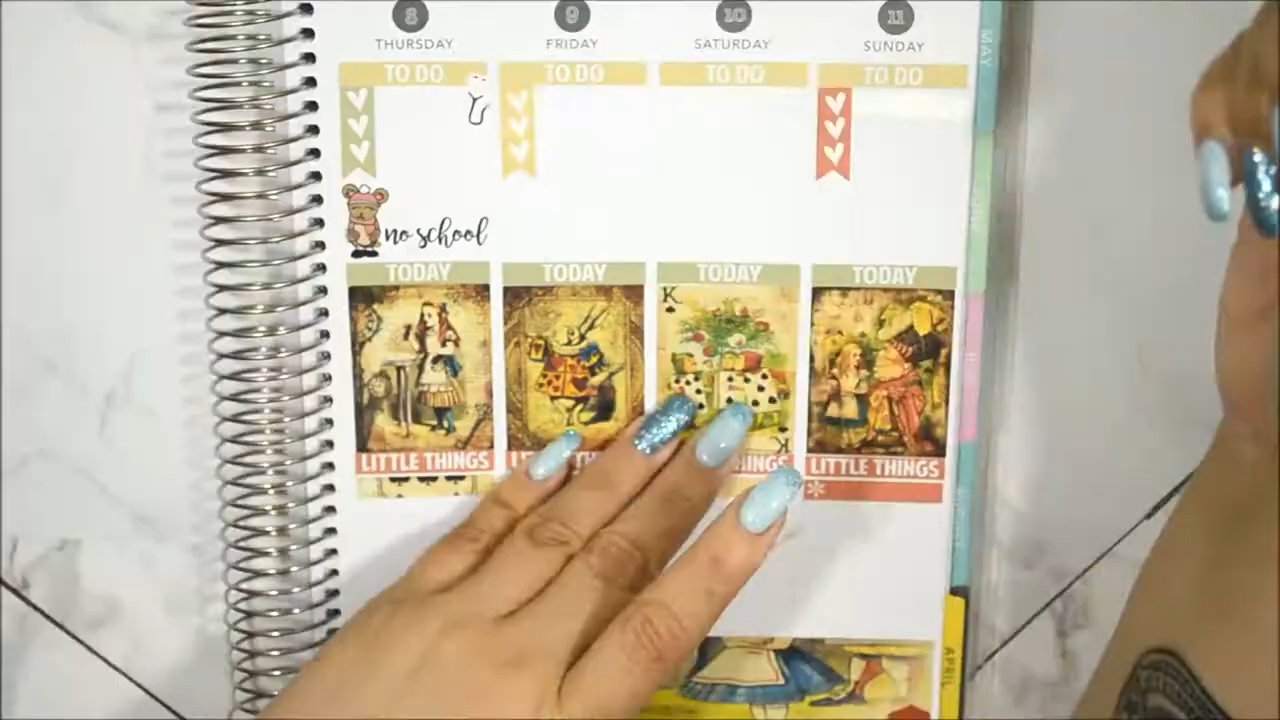 8 9 10 11
THURSDAY FRIDAY SATURDAY SUNDAY
TO DO TO DO TO DO TO DO
no school
TODAY TODAY TODAY TODAY
K
K
LITTLE THINGS THINGS LITTLE THINGS
MAY
APRIL